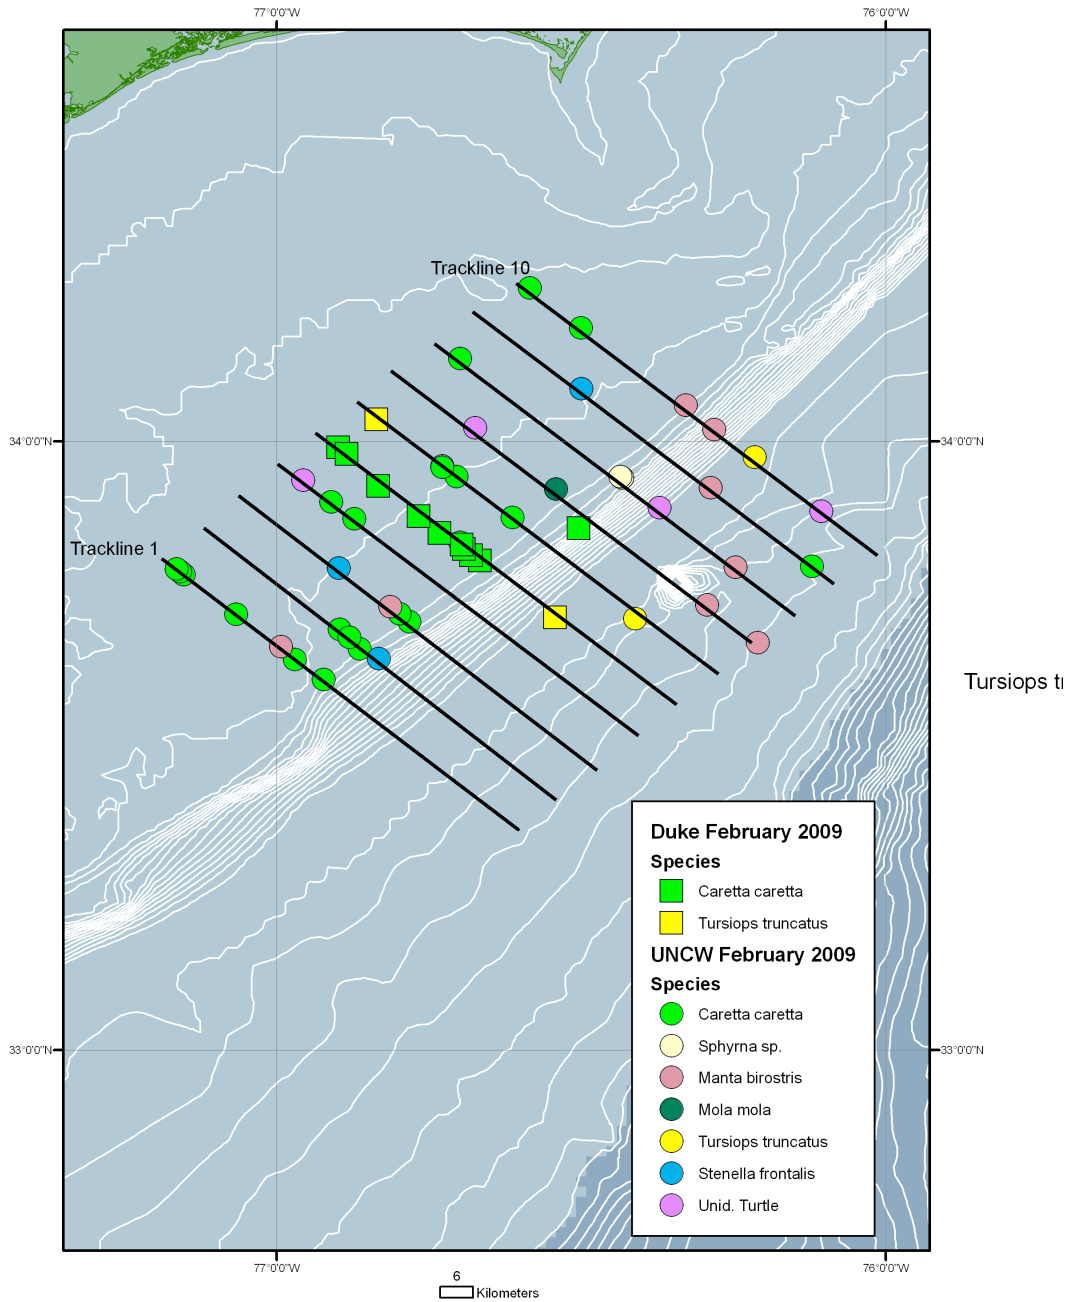 77°0'0"W
76°0'0"W
Trackline 10
34°0'0"N
34°0'0"N
Trackline 1
Tursiops
Duke February 2009
Species
Caretta caretta
Tursiops truncatus
UNCW February 2009
Species
Caretta caretta
Sphyrna sp.
Manta birostris
Mola mola
Tursiops truncatus
Stenella frontalis
Unid. Turtle
33°0'0"N
33°0'0"N
77°0'0"W
76°0'0"W
6
Kilometers